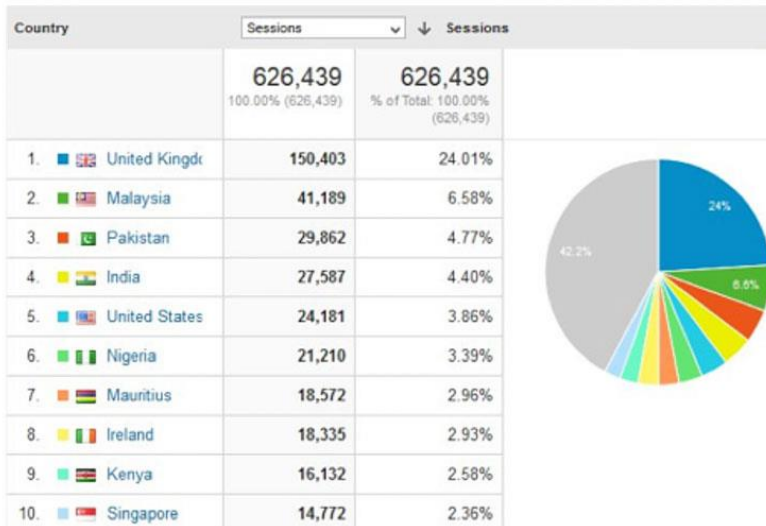 Country Sessions Sessions
626,439 626,439
100.00% (626,439) % of Total: 100.00%
(626,439)
1. United Kingdo 150,403 24.01%
2. Malaysia 41,189 6.58%
3. Pakistan 29,862 4.77%
4. India 27,587 4.40%
5. United States 24,181 3.86%
6. Nigeria 21,210 3.39%
7. Mauritius 18,572 2.96%
8. Ireland 18,335 2.93%
9. Kenya 16,132 2.58%
10. Singapore 14,772 2.36%
24%
42.2%
6.6%